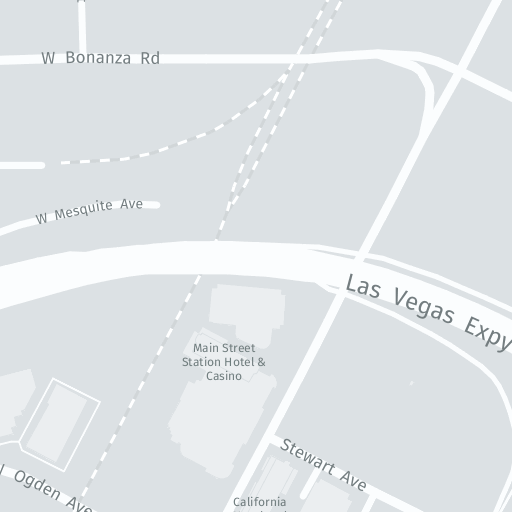 W Bonanza Rd
W Mesquite Ave
Las Vegas Expy
Main Street
Station Hotel &
Casino
Stewart Ave
Ogden Ave
California